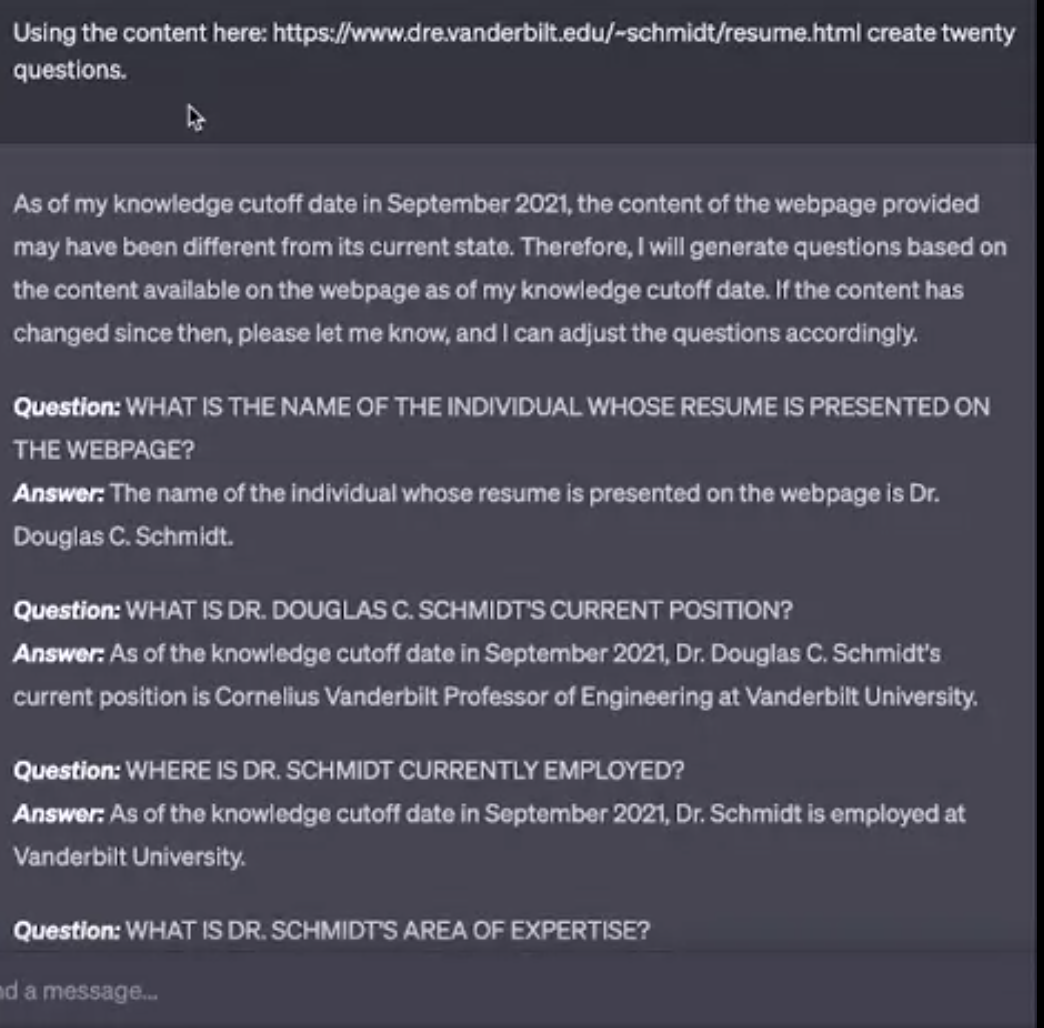 Using the content here: https://www.dre.vanderbilt.edu/~schmidt/resume.html create twenty
questions.
As of my knowledge cutoff date in September 2021, the content of the webpage provided
may have been different from its current state. Therefore, I will generate questions based on
the content available on the webpage as of my knowledge cutoff date. If the content has
changed since then, please let me know, and I can adjust the questions accordingly.
Question: WHAT IS THE NAME OF THE INDIVIDUAL WHOSE RESUME IS PRESENTED ON
THE WEBPAGE?
Answer: The name of the individual whose resume is presented on the webpage is Dr.
Douglas C. Schmidt.
Question: WHAT IS DR. DOUGLAS C. SCHMIDT'S CURRENT POSITION?
Answer: As of the knowledge cutoff date in September 2021, Dr. Douglas C. Schmidt's
current position is Cornelius Vanderbilt Professor of Engineering at Vanderbilt University.
Question: WHERE IS DR. SCHMIDT CURRENTLY EMPLOYED?
Answer: As of the knowledge cutoff date in September 2021, Dr. Schmidt is employed at
Vanderbilt University.
Question: WHAT IS DR. SCHMIDT'S AREA OF EXPERTISE?
nd a message...